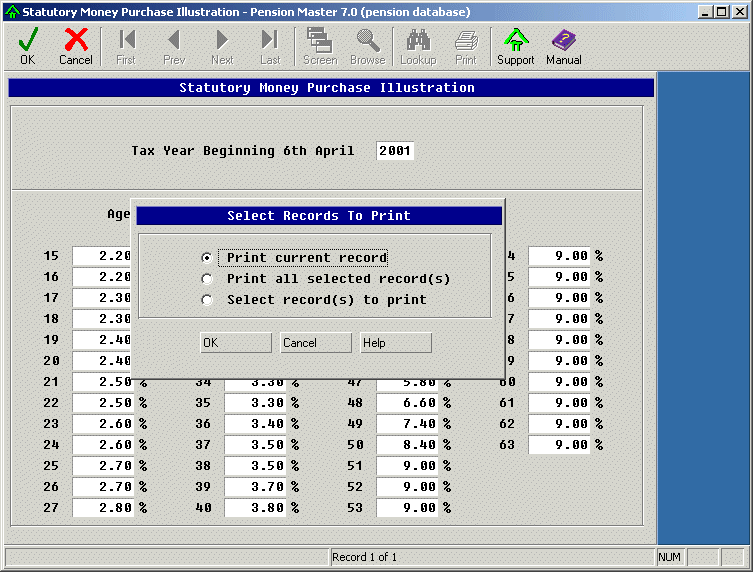 Statutory Money Purchase Illustration - Pension Master 7.0 (pension database)
OK Cancel First Prev Next Last Screen Browse Lookup Print Support Manual
Statutory Money Purchase Illustration
Tax Year Beginning 6th April 2001
Age
Select Records To Print
Print current record
Print all selected record(s)
Select record(s) to print
OK Cancel Help
15 2.20 4 9.00 %
16 2.20 5 9.00 %
17 2.30 6 9.00 %
18 2.30 7 9.00 %
19 2.40 8 9.00 %
20 2.40 9 9.00 %
21 2.50 % 34 3.30 % 47 5.80 % 60 9.00 %
22 2.50 % 35 3.30 % 48 6.60 % 61 9.00 %
23 2.60 % 36 3.40 % 49 7.40 % 62 9.00 %
24 2.60 % 37 3.50 % 50 8.40 % 63 9.00 %
25 2.70 % 38 3.50 % 51 9.00 %
26 2.70 % 39 3.70 % 52 9.00 %
27 2.80 % 40 3.80 % 53 9.00 %
Record 1 of 1 NUM